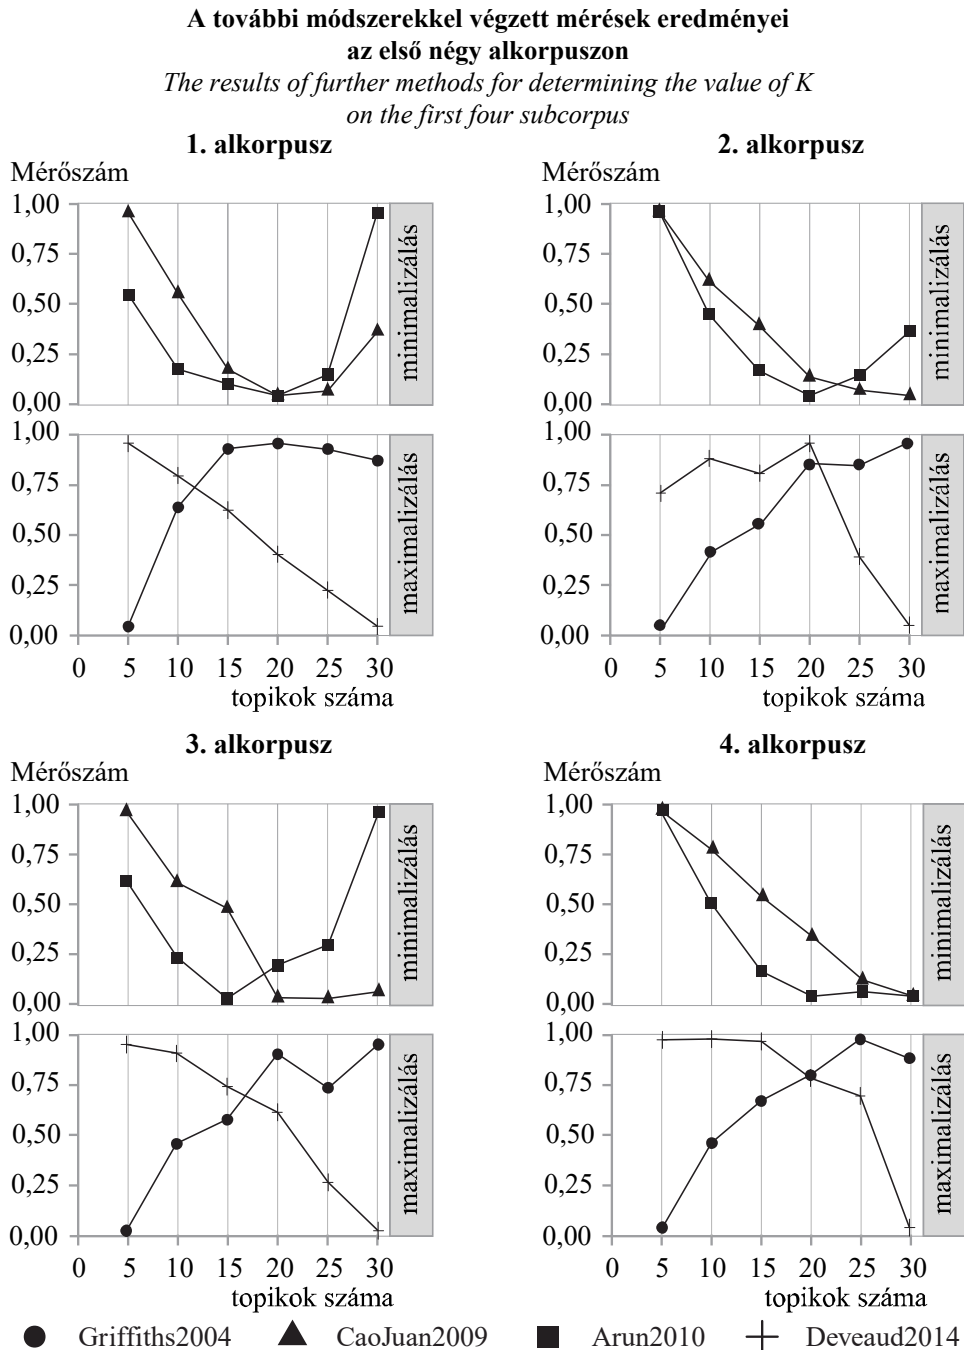 A további módszerekkel végzett mérések eredményei
az első négy alkorpuszon
The results of further methods for determining the value of K
on the first four subcorpus
1. alkorpusz
Mérőszám
1,00
0,75
0,50
0,25
0,00
minimalizálás
1,00
0,75
0,50
0,25
0,00
maximalizálás
0 5 10 15 20 25 30
topikok száma
2. alkorpusz
Mérőszám
1,00
0,75
0,50
0,25
0,00
minimalizálás
1,00
0,75
0,50
0,25
0,00
maximalizálás
0 5 10 15 20 25 30
topikok száma
3. alkorpusz
Mérőszám
1,00
0,75
0,50
0,25
0,00
minimalizálás
1,00
0,75
0,50
0,25
0,00
maximalizálás
0 5 10 15 20 25 30
topikok száma
4. alkorpusz
Mérőszám
1,00
0,75
0,50
0,25
0,00
minimalizálás
1,00
0,75
0,50
0,25
0,00
maximalizálás
0 5 10 15 20 25 30
topikok száma
Griffiths2004 CaoJuan2009 Arun2010 Deveaud2014